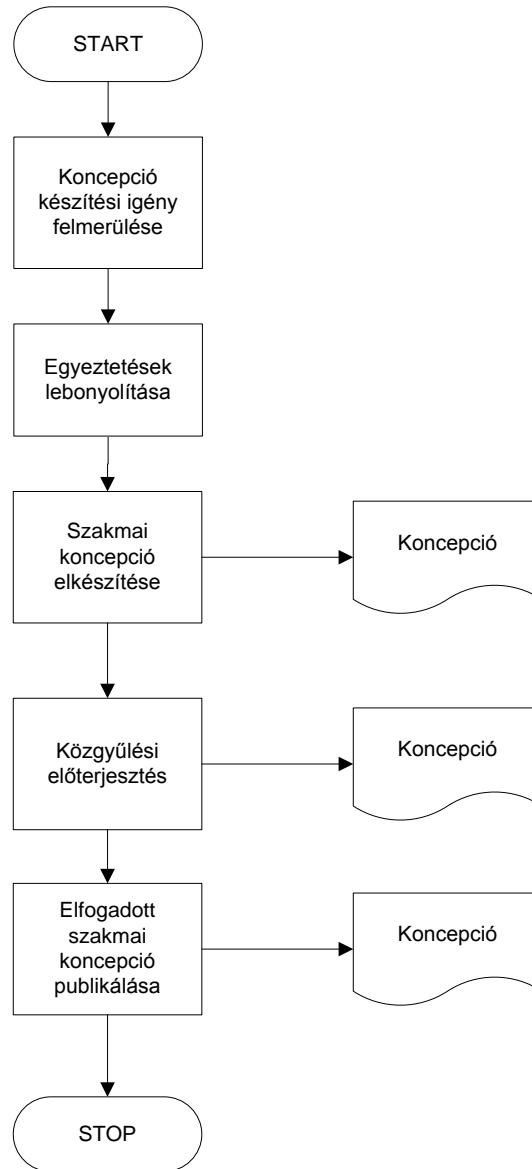 START
Koncepció
készítési igény
felmerülése
Egyeztetések
lebonyolítása
Szakmai
koncepció
elkészítése
Koncepció
Közgyűlési
előterjesztés
Koncepció
Elfogadott
szakmai
koncepció
publikálása
Koncepció
STOP